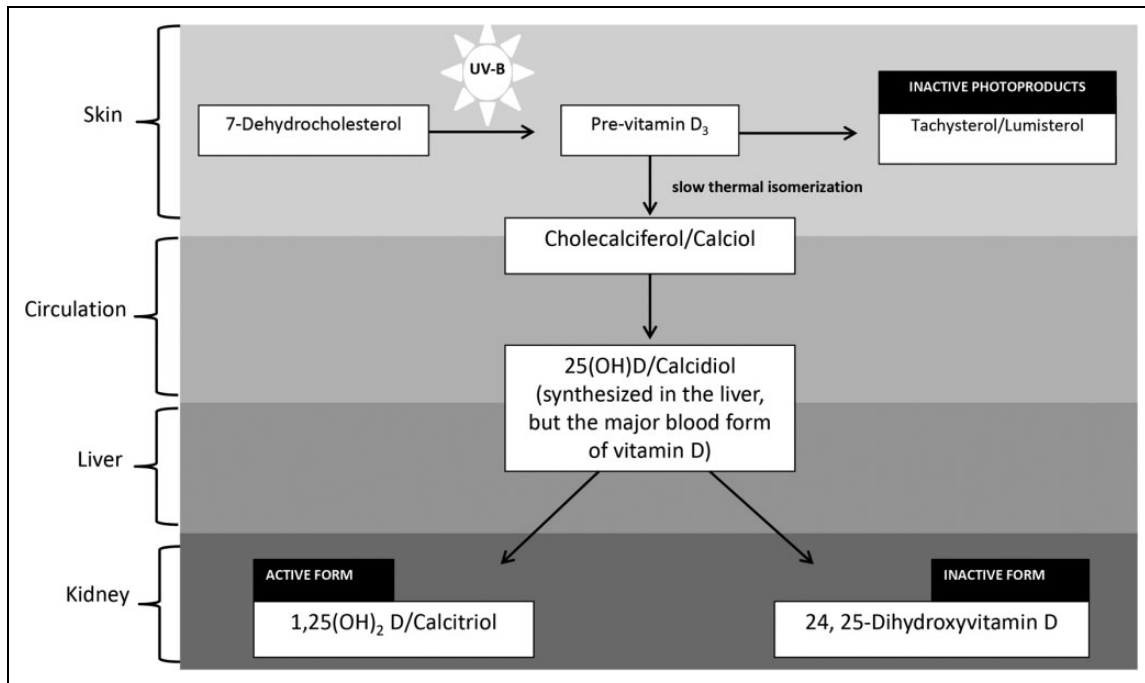 Skin
UV-B
7-Dehydrocholesterol
Pre-vitamin D₃
INACTIVE PHOTOPRODUCTS
Tachysterol/Lumisterol
slow thermal isomerization
Cholecalciferol/Calciol
Circulation
25(OH)D/Calcidiol
(synthesized in the liver,
but the major blood form
of vitamin D)
Liver
Kidney
ACTIVE FORM
1,25(OH)₂ D/Calcitriol
INACTIVE FORM
24, 25-Dihydroxyvitamin D